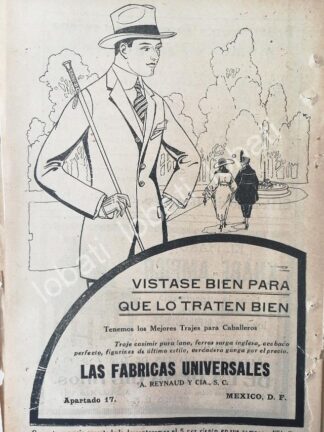 VISTASE BIEN PARA
QUE LO TRATEN BIEN
Tenemos los Mejores Trajes para Caballeros
Traje casimir pura lana, forros sarga inglesa, acabado
perfecto, figurines de último estilo, verdadera ganga por el precio.
LAS FABRICAS UNIVERSALES
A. REYNAUD Y CIA., S. C.
Apartado 17. MEXICO, D. F.